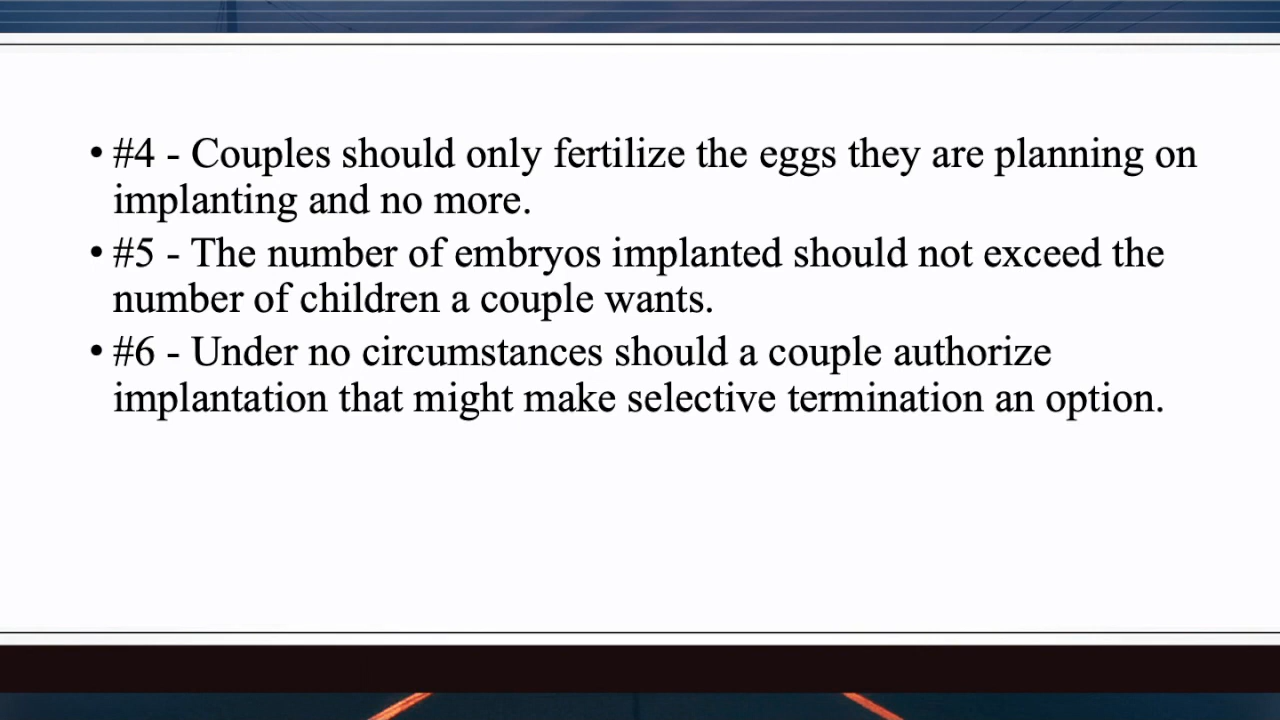 • #4 - Couples should only fertilize the eggs they are planning on
implanting and no more.
• #5 - The number of embryos implanted should not exceed the
number of children a couple wants.
• #6 - Under no circumstances should a couple authorize
implantation that might make selective termination an option.